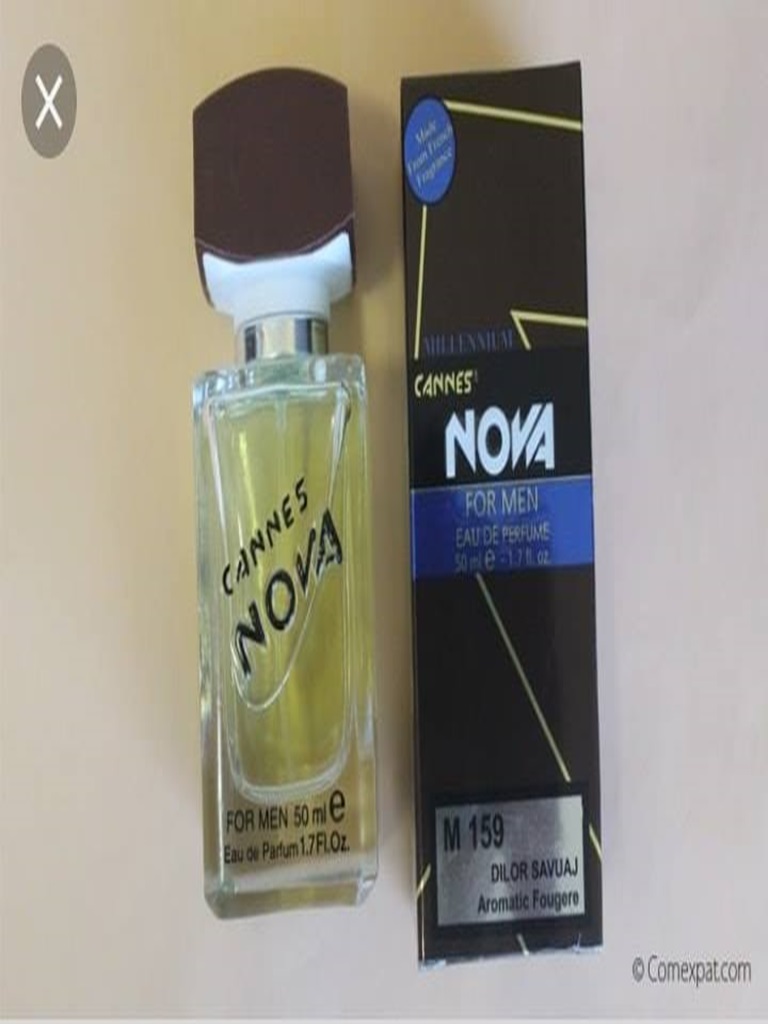 CANNES
NOVA
FOR MEN 50 ml e
Eau de Parfum 1.7Fl.Oz.
Made
From French
Fragrance
MILLENNIUM
CANNES
NOVA
FOR MEN
EAU DE PERFUME
50 ml e - 1.7 fl. oz.
M 159
DILOR SAVUAJ
Aromatic Fougere
© Comexpat.com